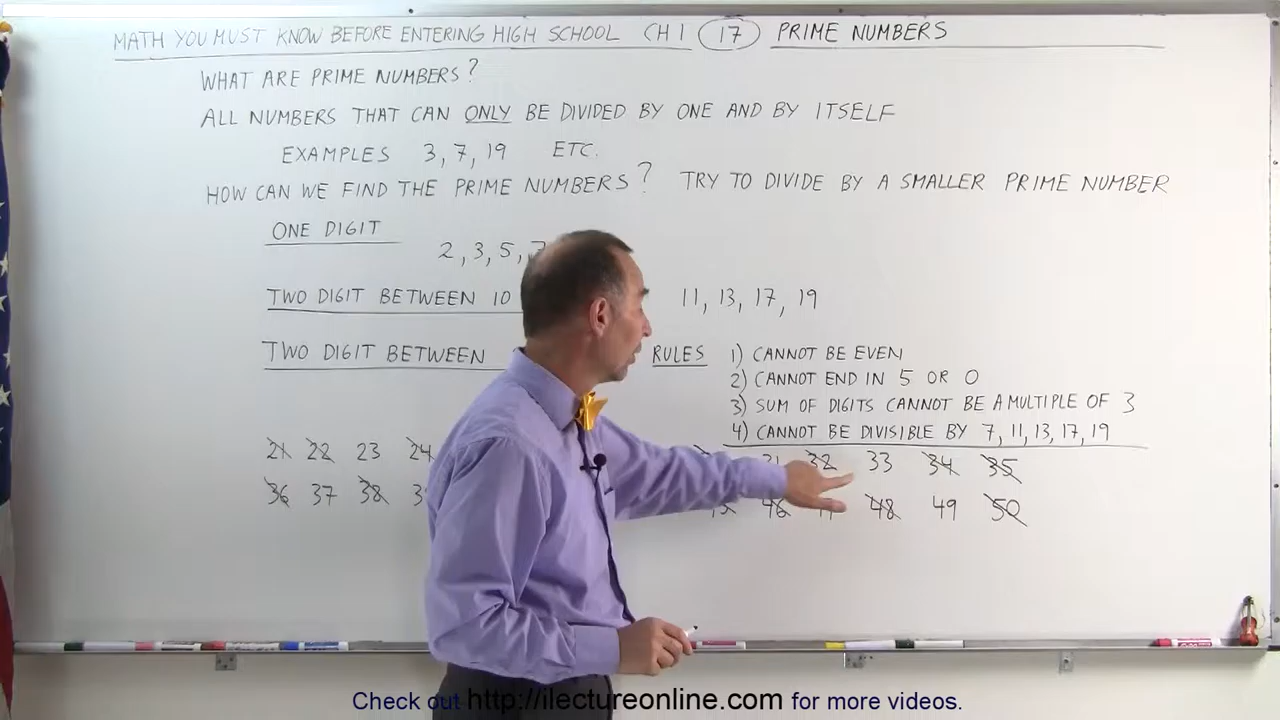 MATH YOU MUST KNOW BEFORE ENTERING HIGH SCHOOL CH 1 17 PRIME NUMBERS
WHAT ARE PRIME NUMBERS?
ALL NUMBERS THAT CAN ONLY BE DIVIDED BY ONE AND BY ITSELF
EXAMPLES 3, 7, 19 ETC.
HOW CAN WE FIND THE PRIME NUMBERS? TRY TO DIVIDE BY A SMALLER PRIME NUMBER
ONE DIGIT 2, 3, 5, 7
TWO DIGIT BETWEEN 10 11, 13, 17, 19
TWO DIGIT BETWEEN RULES 1) CANNOT BE EVEN
2) CANNOT END IN 5 OR 0
3) SUM OF DIGITS CANNOT BE A MULTIPLE OF 3
4) CANNOT BE DIVISIBLE BY 7, 11, 13, 17, 19
21 22 23 24 31 32 33 34 35
36 37 38 46 48 49 50
Check out http://ilectureonline.com for more videos.